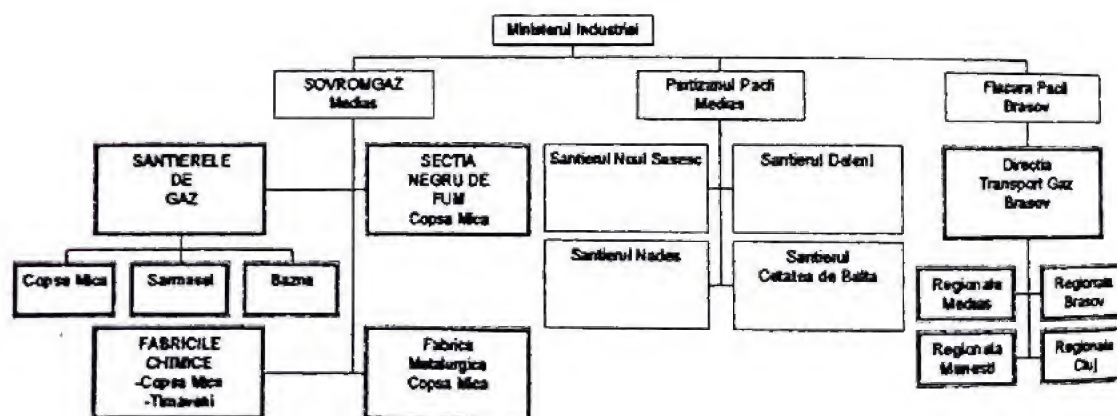 Ministerul Industriei
SOVROMGAZ
Medias
Partizanul Pacii
Medias
Flacara Pacii
Brasov
SANTIERELE
DE
GAZ
SECTIA
NEGRU DE
FUM
Copsa Mica
Santierul Noul Sasesc
Santierul Deleni
Directia
Transport Gaz
Brasov
Copsa Mica
Sarmasel
Bazna
Santierul Nades
Santierul
Cetatea de Balta
Regionala
Medias
Regionala
Brasov
FABRICILE
CHIMICE
-Copsa Mica
-Tirnaveni
Fabrica
Metalurgica
Copsa Mica
Regionala
Manesti
Regionala
Cluj